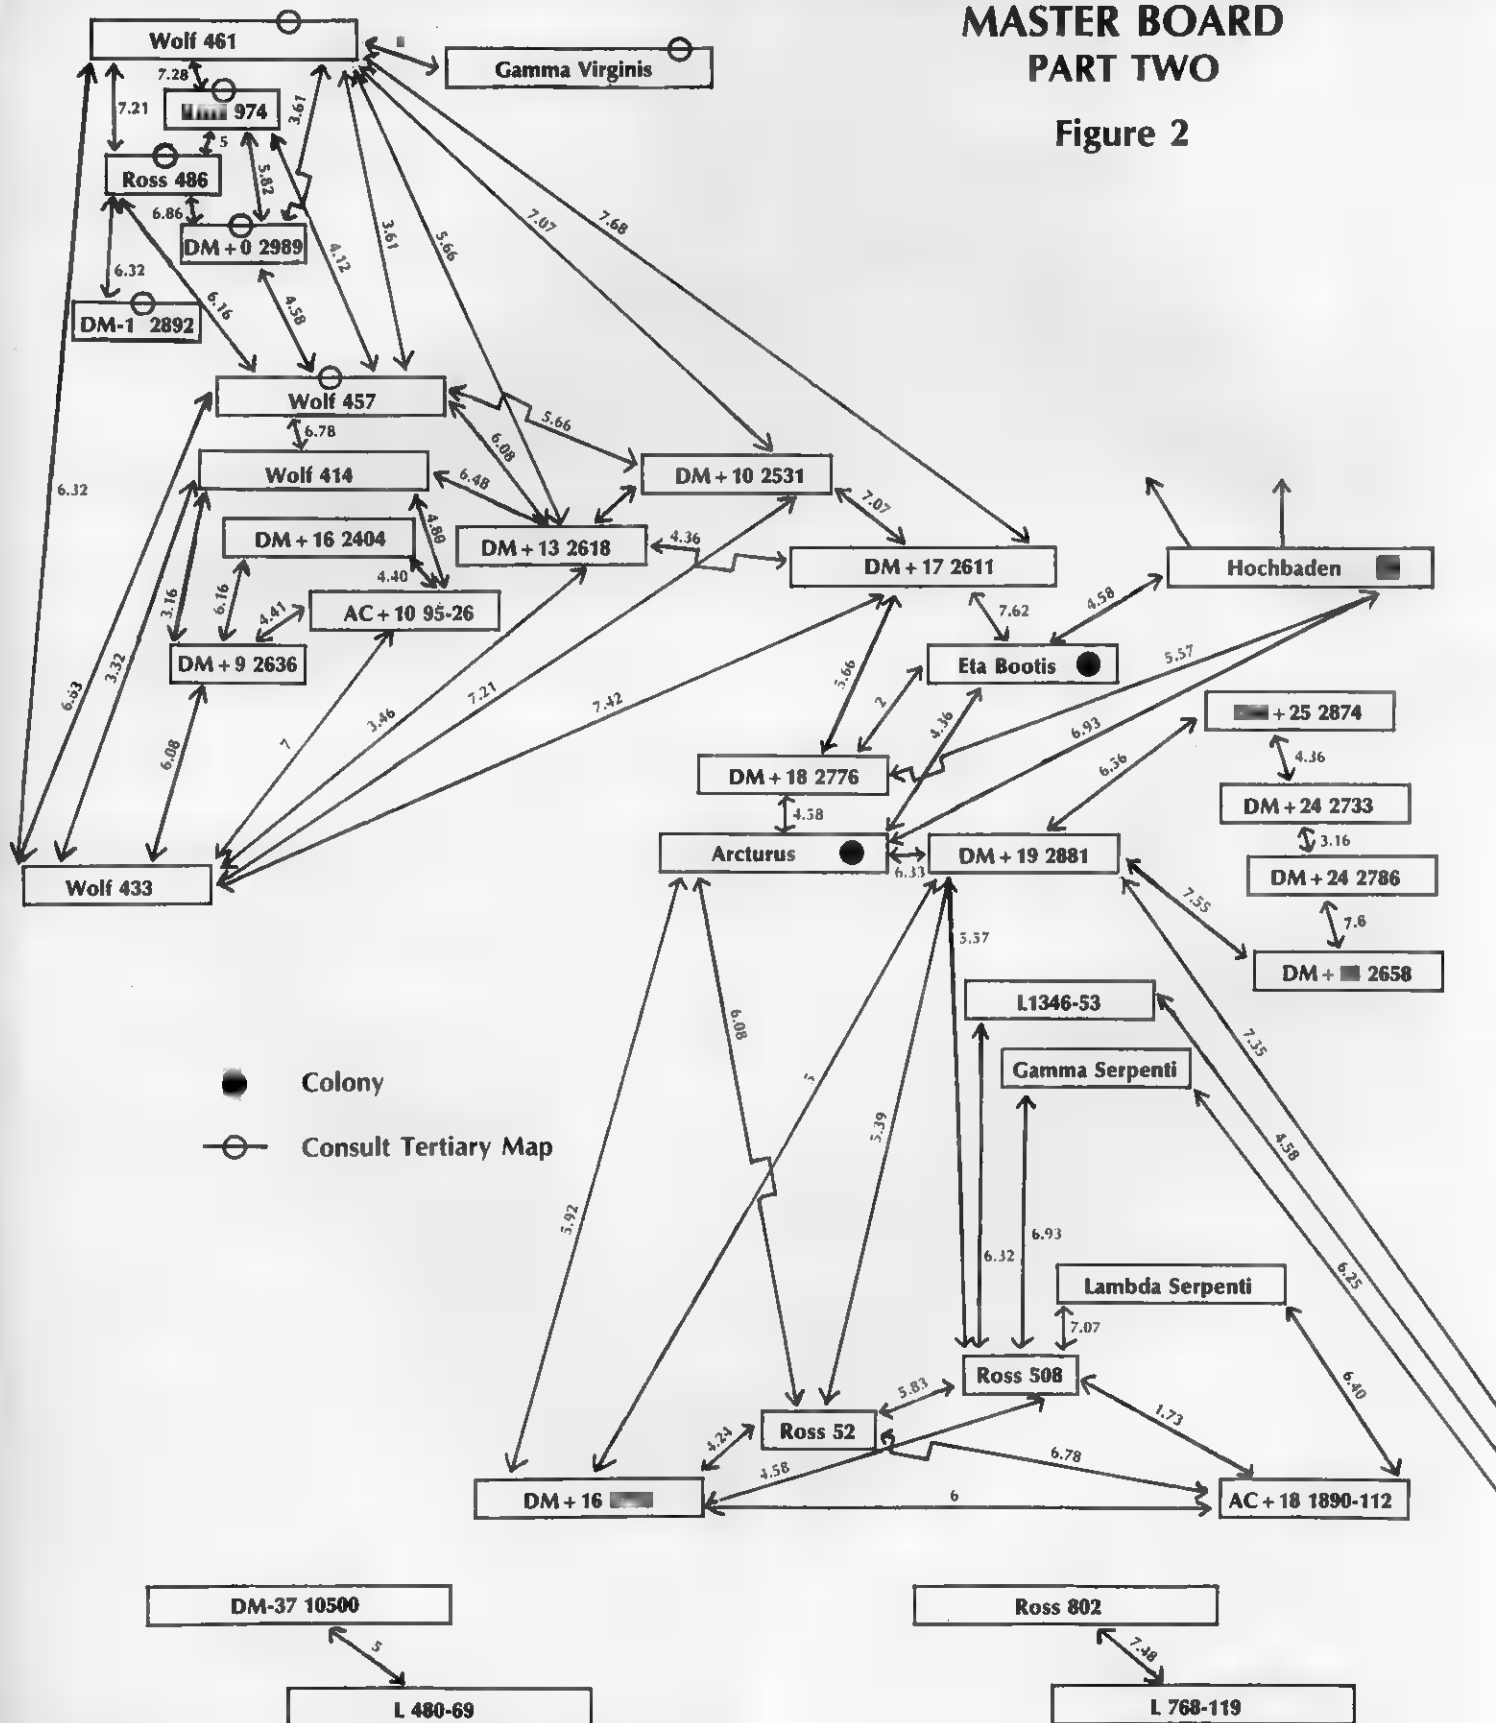 MASTER BOARD
PART TWO
Figure 2
Wolf 461
Gamma Virginis
7.28
974
7.21
3.61
5
Ross 486
5.82
6.86
DM + 0 2989
6.32
DM-1 2892
6.16
4.58
4.12
3.61
5.66
7.07
7.68
Wolf 457
6.78
5.66
6.08
Wolf 414
6.48
DM + 10 2531
7.07
6.32
DM + 16 2404
4.80
DM + 13 2618
4.36
DM + 17 2611
Hochbaden
4.40
3.16
6.16
4.41
AC + 10 95-26
7.62
4.58
DM + 9 2636
Eta Bootis
6.63
3.32
6.08
7
3.46
7.21
7.42
5.66
2
4.36
5.57
6.93
+ 25 2874
6.56
4.36
DM + 18 2776
4.58
DM + 24 2733
3.16
Arcturus
6.33
DM + 19 2881
DM + 24 2786
Wolf 433
7.55
7.6
5.57
DM + 2658
L1346-53
6.08
7.35
Gamma Serpenti
Colony
5
5.39
4.58
Consult Tertiary Map
5.92
6.32
6.93
6.25
Lambda Serpenti
7.07
Ross 508
5.83
1.73
6.40
Ross 52
4.24
4.58
6.78
DM + 16
6
AC + 18 1890-112
DM-37 10500
Ross 802
5
7.48
L 480-69
L 768-119